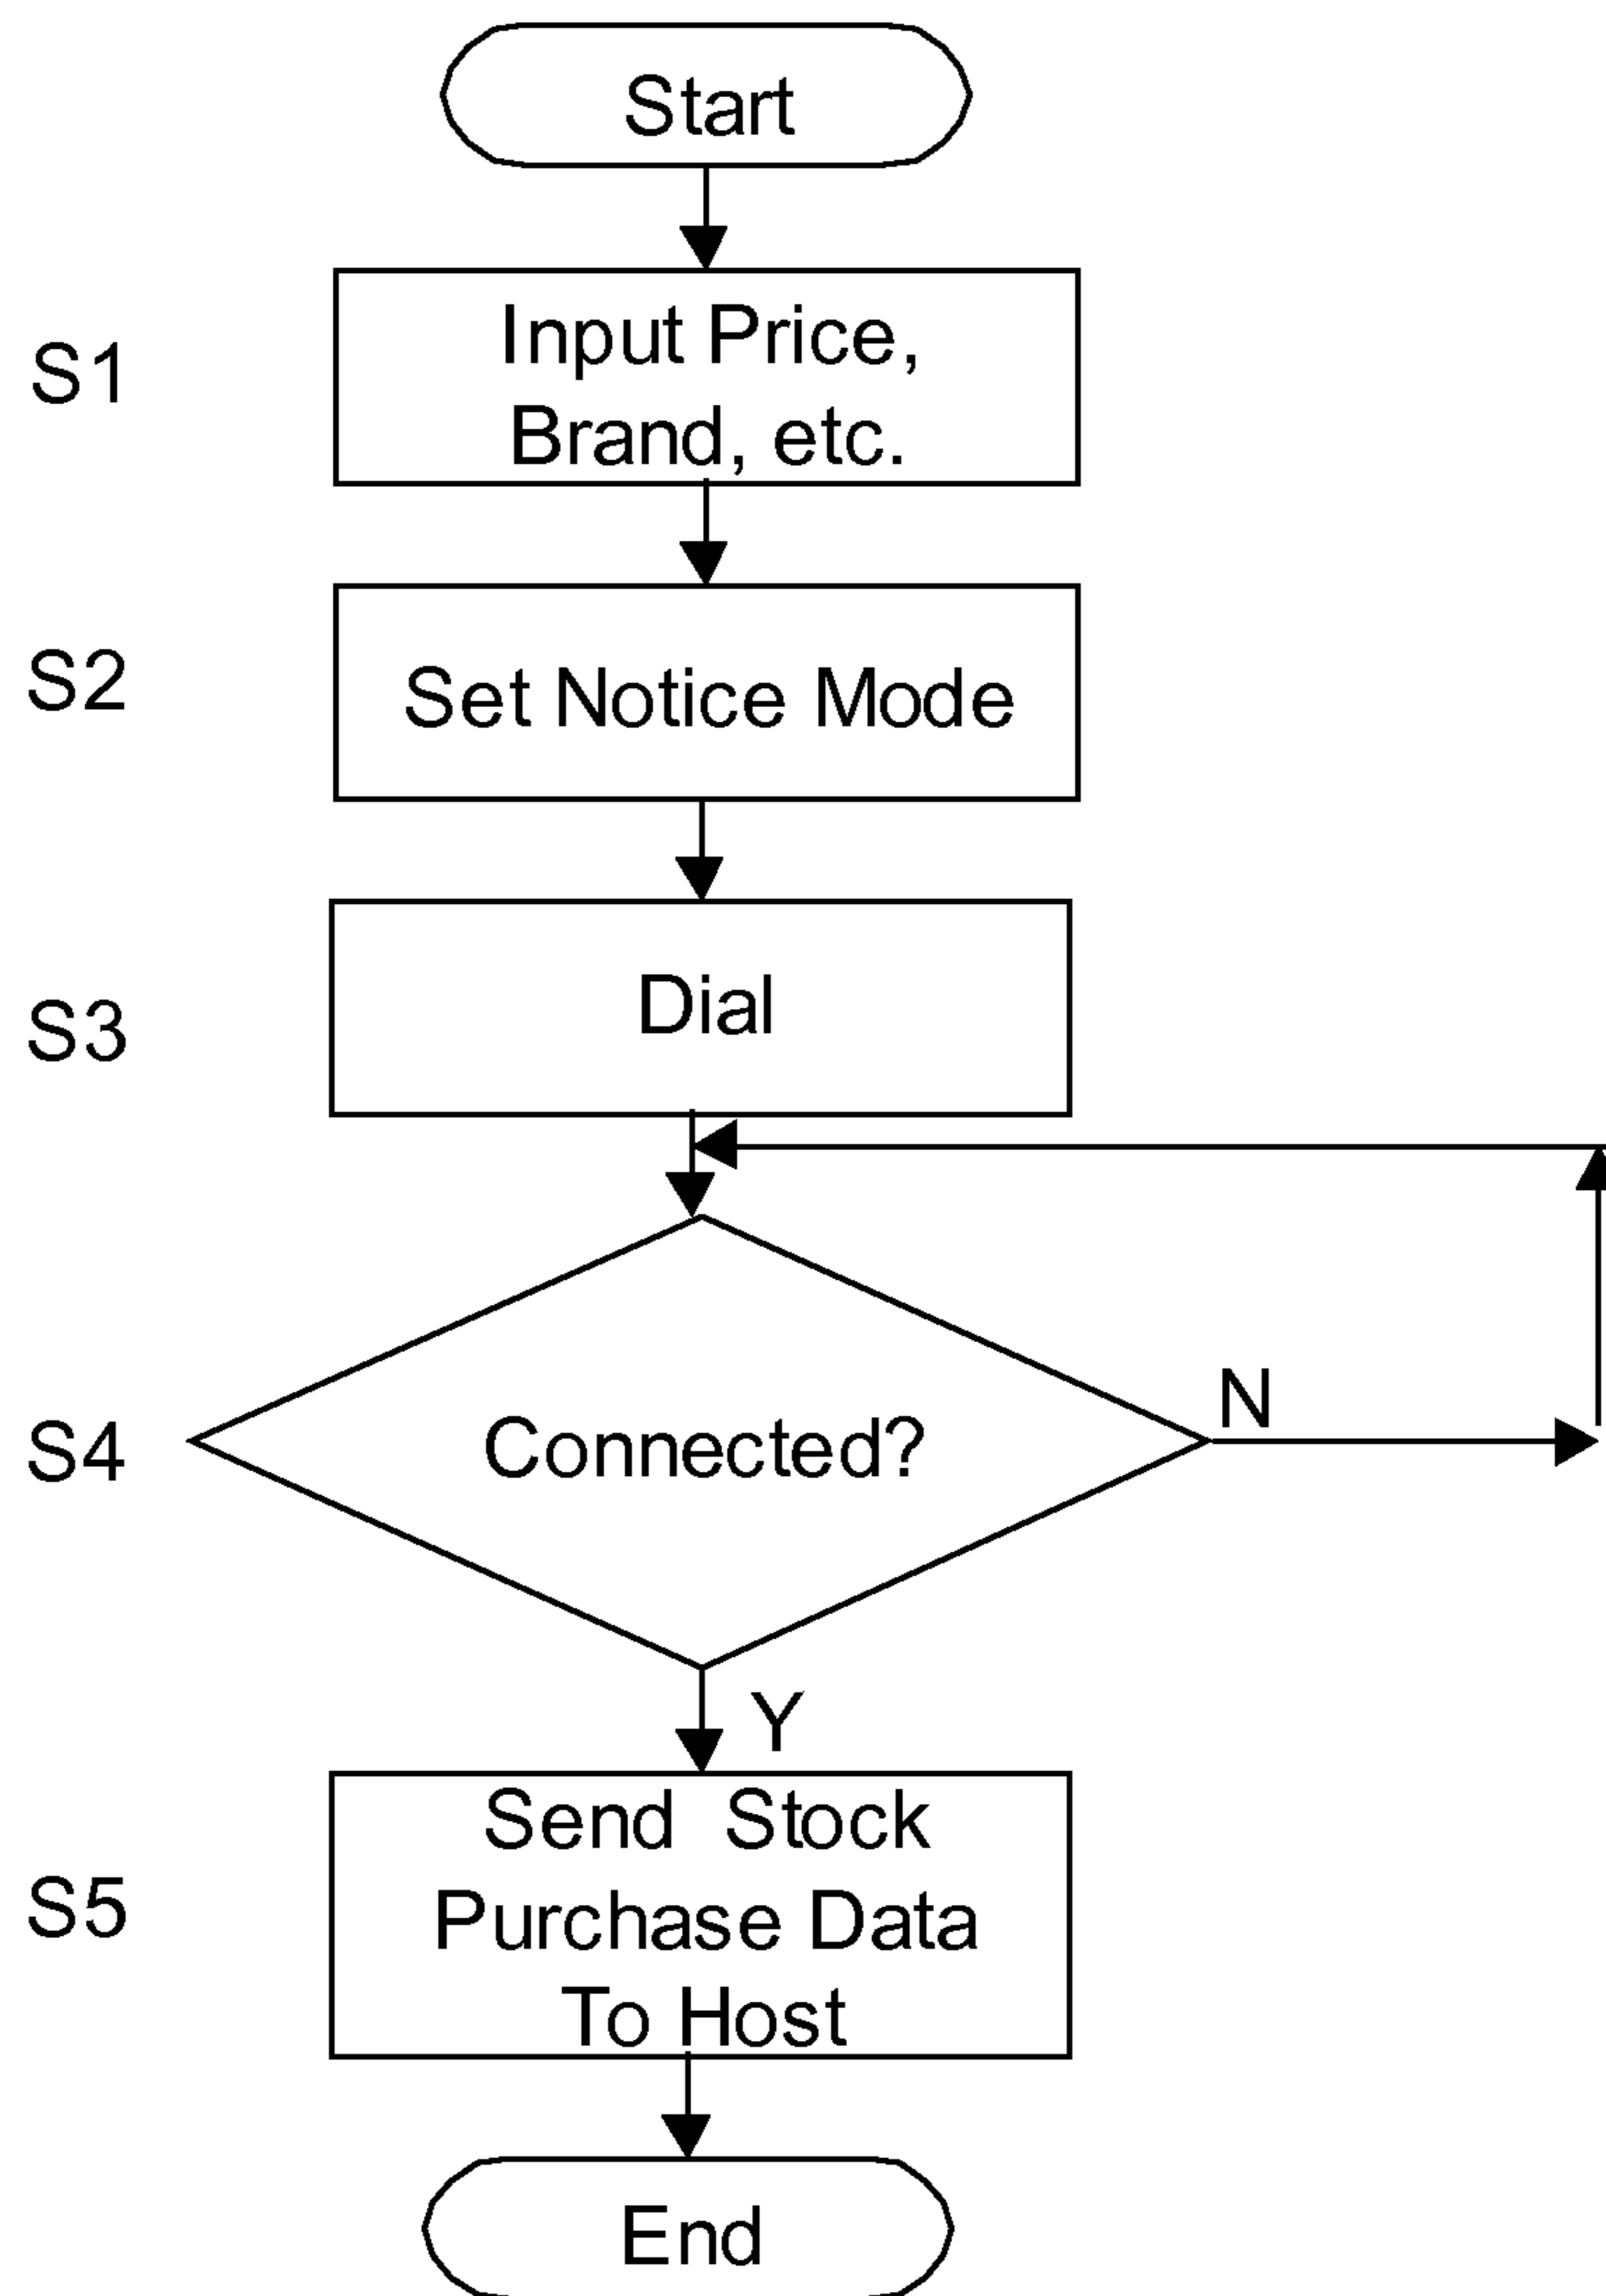 Start
S1
Input Price,
Brand, etc.
S2
Set Notice Mode
S3
Dial
S4
Connected?
N
Y
S5
Send Stock
Purchase Data
To Host
End